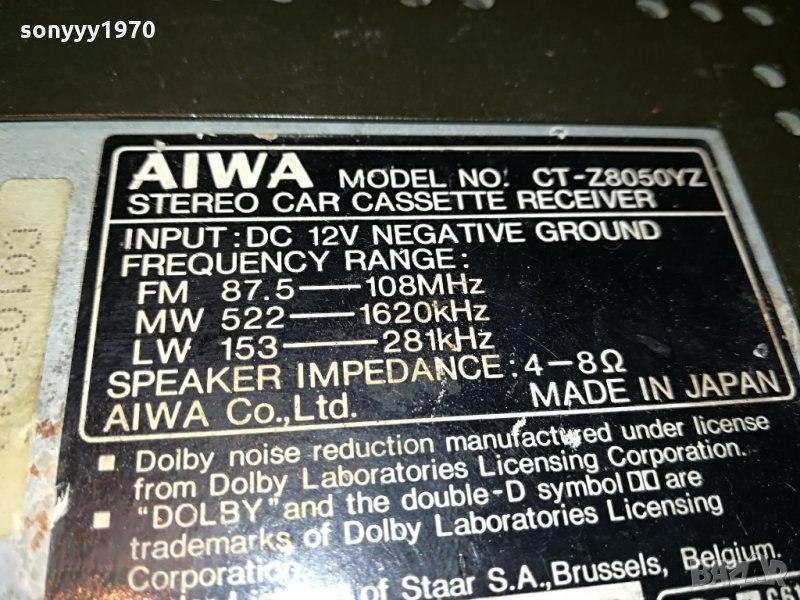 sonyyy1970
AIWA MODEL NO. CT-Z8050YZ
STEREO CAR CASSETTE RECEIVER
INPUT : DC 12V NEGATIVE GROUND
FREQUENCY RANGE :
FM 87.5 — 108MHz
MW 522 — 1620kHz
LW 153 — 281kHz
SPEAKER IMPEDANCE : 4–8Ω
AIWA Co.,Ltd. MADE IN JAPAN
■ Dolby noise reduction manufactured under license
from Dolby Laboratories Licensing Corporation.
■ "DOLBY" and the double-D symbol are
trademarks of Dolby Laboratories Licensing
Corporation.
of Staar S.A., Brussels, Belgium.